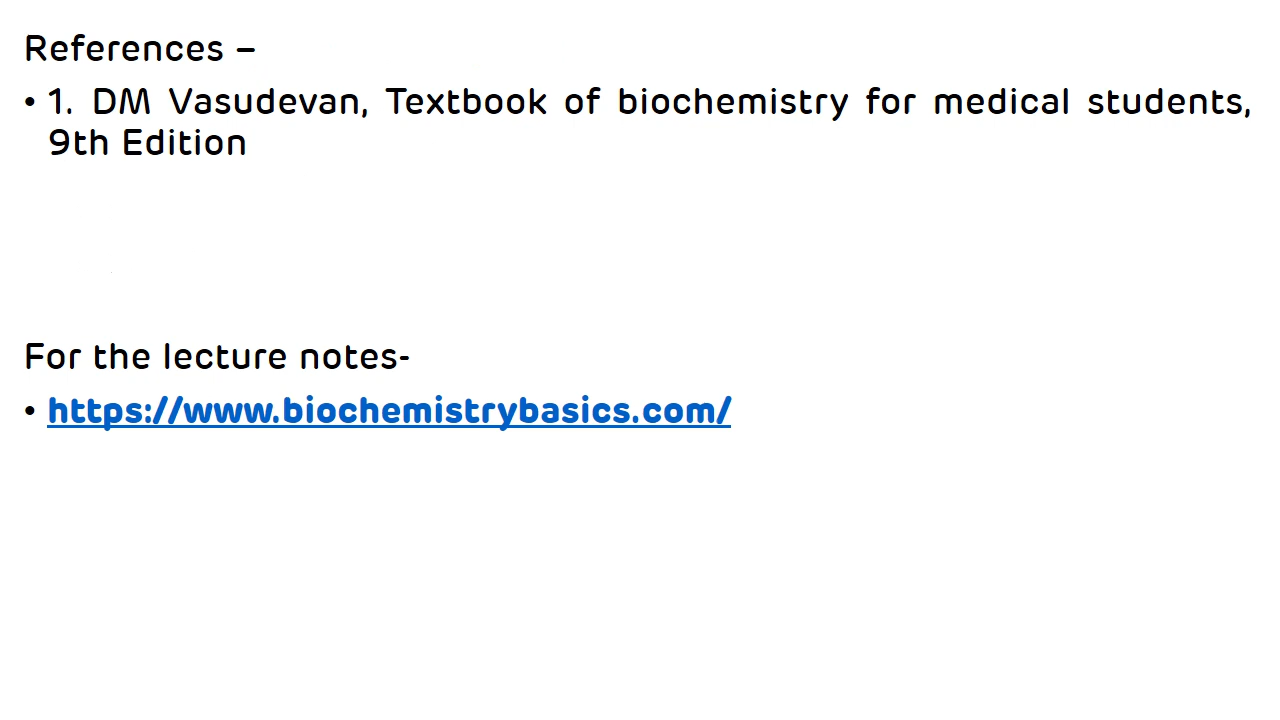 References –
• 1. DM Vasudevan, Textbook of biochemistry for medical students,
9th Edition
For the lecture notes-
• https://www.biochemistrybasics.com/